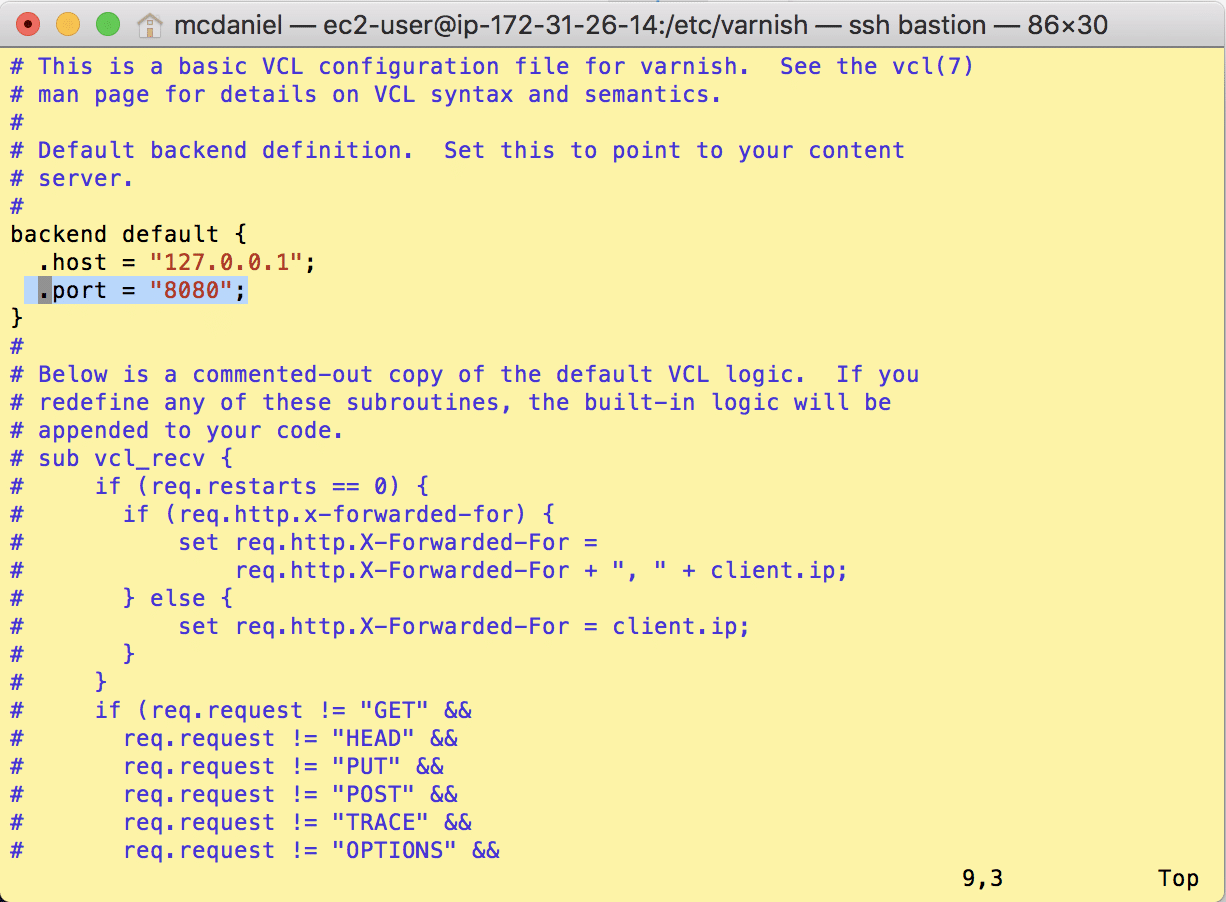 mcdaniel — ec2-user@ip-172-31-26-14:/etc/varnish — ssh bastion — 86×30
# This is a basic VCL configuration file for varnish.  See the vcl(7)
# man page for details on VCL syntax and semantics.
#
# Default backend definition.  Set this to point to your content
# server.
#
backend default {
  .host = "127.0.0.1";
  .port = "8080";
}
#
# Below is a commented-out copy of the default VCL logic.  If you
# redefine any of these subroutines, the built-in logic will be
# appended to your code.
# sub vcl_recv {
#     if (req.restarts == 0) {
#       if (req.http.x-forwarded-for) {
#           set req.http.X-Forwarded-For =
#               req.http.X-Forwarded-For + ", " + client.ip;
#       } else {
#           set req.http.X-Forwarded-For = client.ip;
#       }
#     }
#     if (req.request != "GET" &&
#       req.request != "HEAD" &&
#       req.request != "PUT" &&
#       req.request != "POST" &&
#       req.request != "TRACE" &&
#       req.request != "OPTIONS" &&
9,3 Top